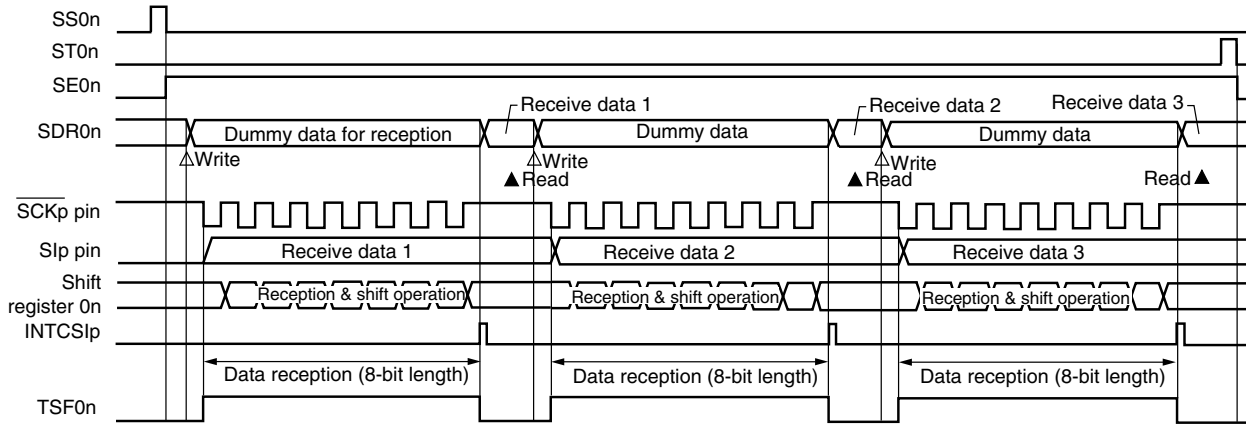 SS0n
ST0n
SE0n
Receive data 1
Receive data 2
Receive data 3
SDR0n
Dummy data for reception
Dummy data
Dummy data
△Write
△Write
△Write
▲Read
▲Read
Read▲
SCKp pin
SIp pin
Receive data 1
Receive data 2
Receive data 3
Shift
register 0n
Reception & shift operation
Reception & shift operation
Reception & shift operation
INTCSIp
Data reception (8-bit length)
Data reception (8-bit length)
Data reception (8-bit length)
TSF0n